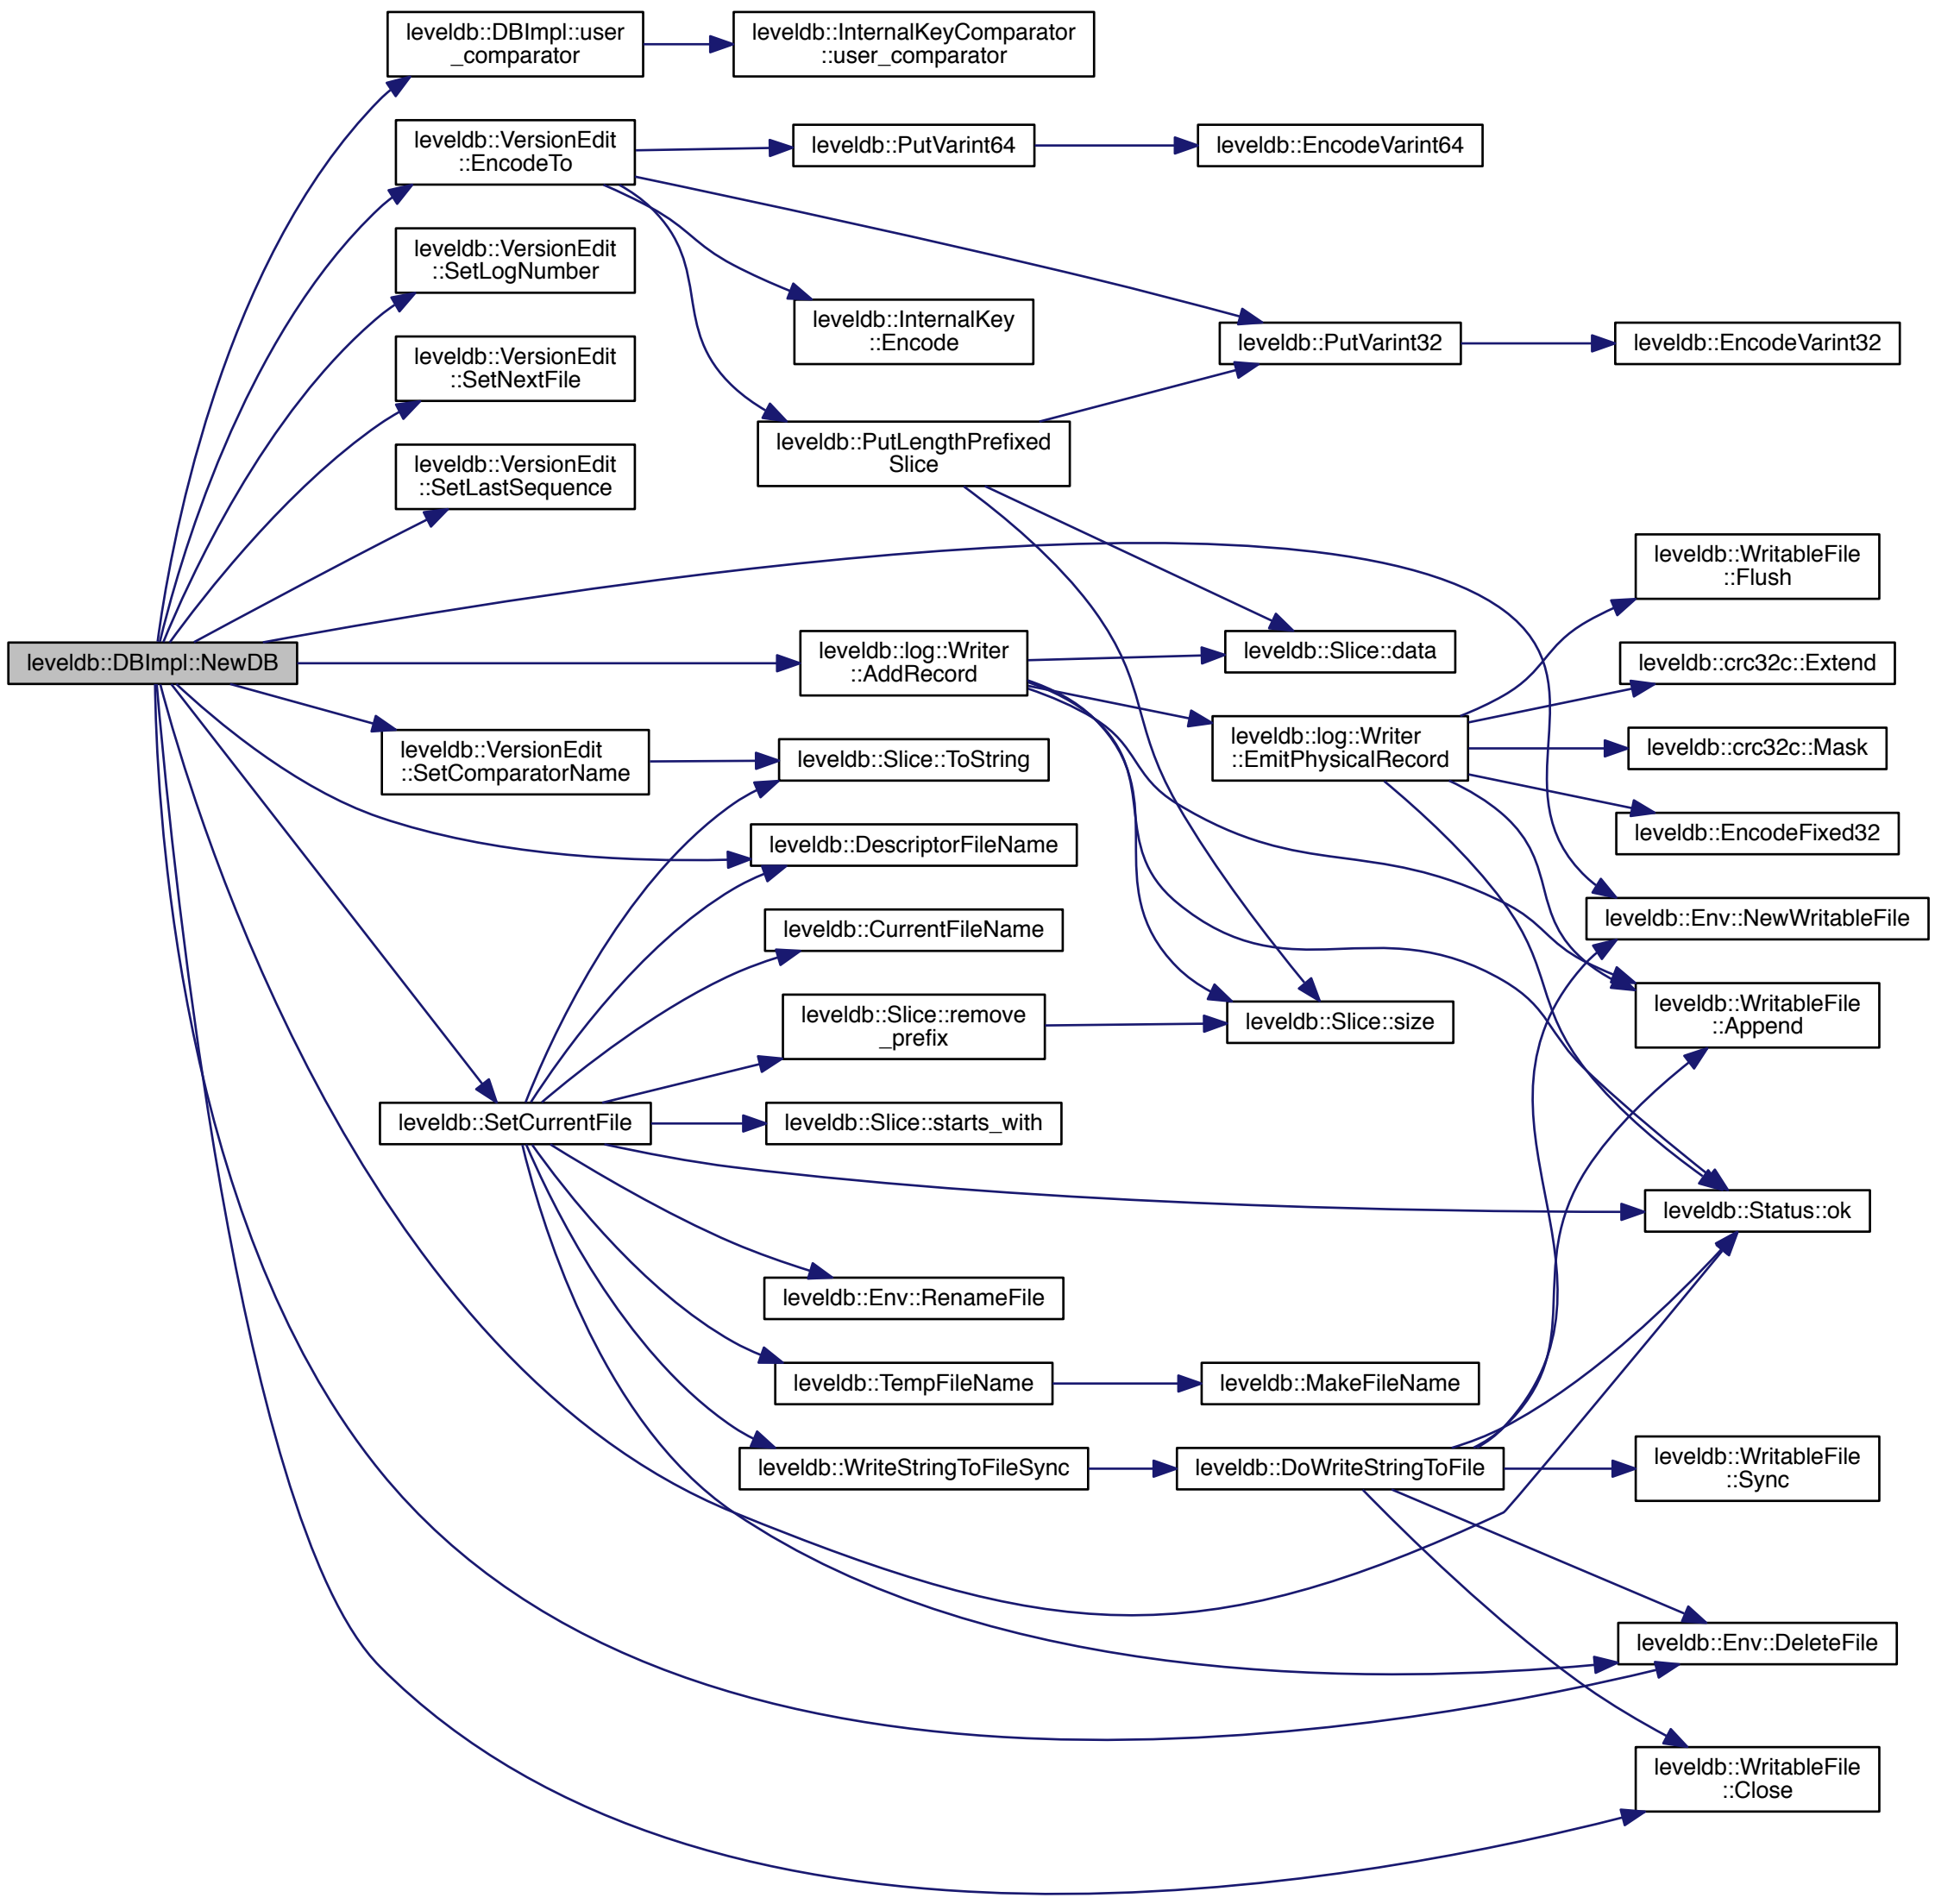 leveldb::DBImpl::user
_comparator
leveldb::InternalKeyComparator
::user_comparator
leveldb::VersionEdit
::EncodeTo
leveldb::PutVarint64
leveldb::EncodeVarint64
leveldb::VersionEdit
::SetLogNumber
leveldb::InternalKey
::Encode
leveldb::PutVarint32
leveldb::EncodeVarint32
leveldb::VersionEdit
::SetNextFile
leveldb::PutLengthPrefixed
Slice
leveldb::VersionEdit
::SetLastSequence
leveldb::WritableFile
::Flush
leveldb::DBImpl::NewDB
leveldb::log::Writer
::AddRecord
leveldb::Slice::data
leveldb::crc32c::Extend
leveldb::log::Writer
::EmitPhysicalRecord
leveldb::crc32c::Mask
leveldb::VersionEdit
::SetComparatorName
leveldb::Slice::ToString
leveldb::EncodeFixed32
leveldb::DescriptorFileName
leveldb::Env::NewWritableFile
leveldb::CurrentFileName
leveldb::Slice::remove
_prefix
leveldb::Slice::size
leveldb::WritableFile
::Append
leveldb::SetCurrentFile
leveldb::Slice::starts_with
leveldb::Status::ok
leveldb::Env::RenameFile
leveldb::TempFileName
leveldb::MakeFileName
leveldb::WriteStringToFileSync
leveldb::DoWriteStringToFile
leveldb::WritableFile
::Sync
leveldb::Env::DeleteFile
leveldb::WritableFile
::Close